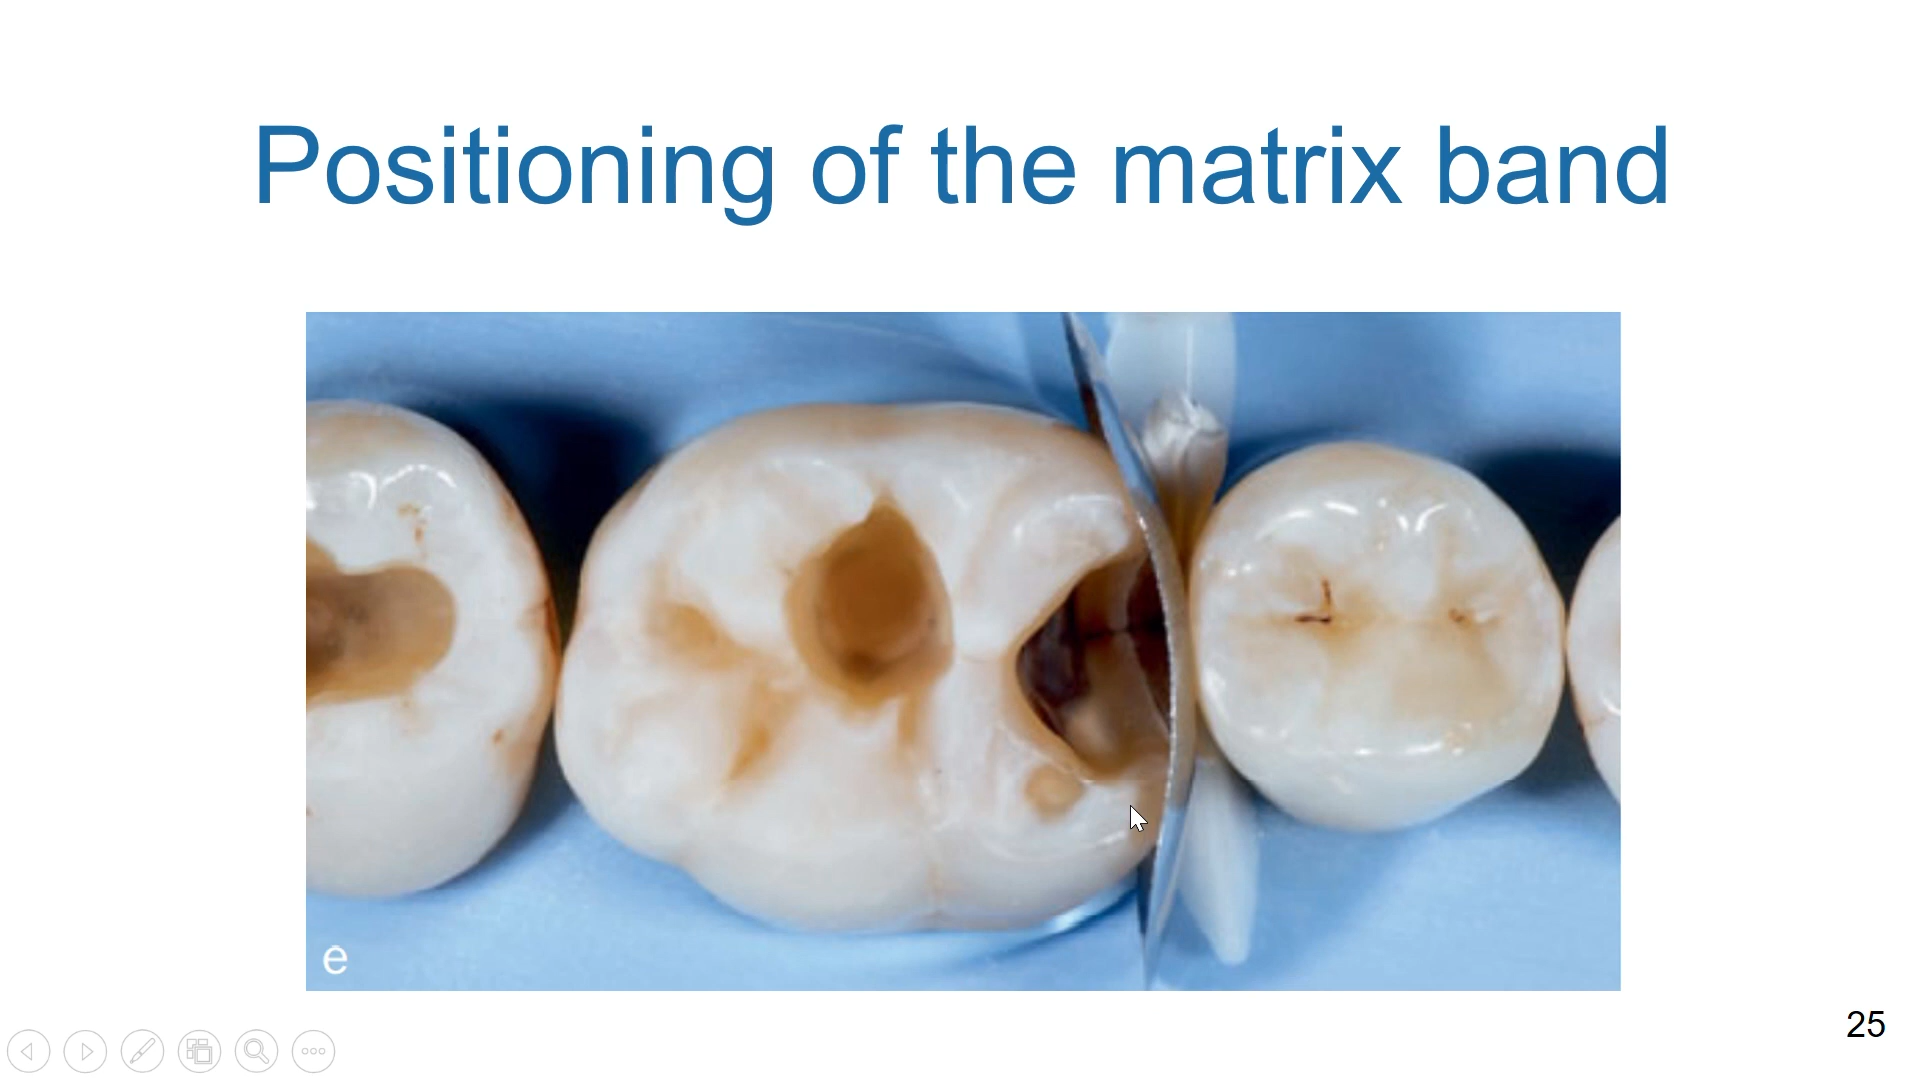 Positioning of the matrix band
e
25